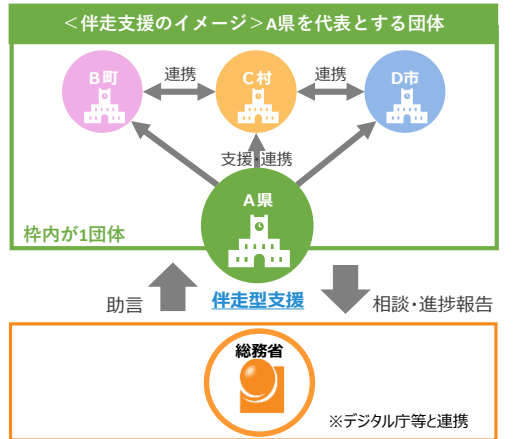 ＜伴走支援のイメージ＞A県を代表とする団体
B町
連携
C村
連携
D市
支援・連携
A県
枠内が1団体
助言
伴走型支援
相談・進捗報告
総務省
※デジタル庁等と連携